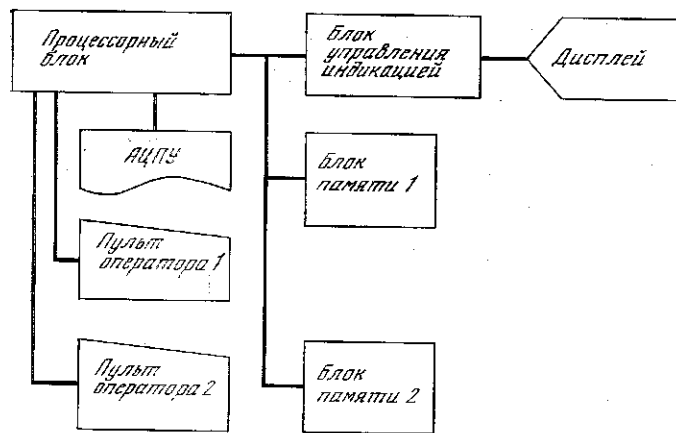 Процессорный
блок
Блок
управления
индикацией
Дисплей
АЦПУ
Блок
памяти 1
Пульт
оператора 1
Пульт
оператора 2
Блок
памяти 2